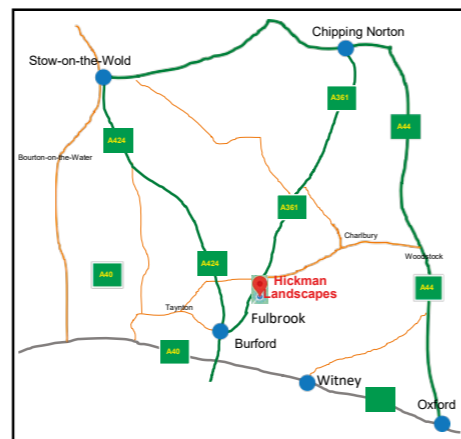 Chipping Norton
Stow-on-the-Wold
A361
A44
A424
Bourton-on-the-Water
A361
Charlbury
Woodstock
A424
A40
Hickman
Landscapes
A44
Taynton
Fulbrook
Burford
A40
Witney
Oxford